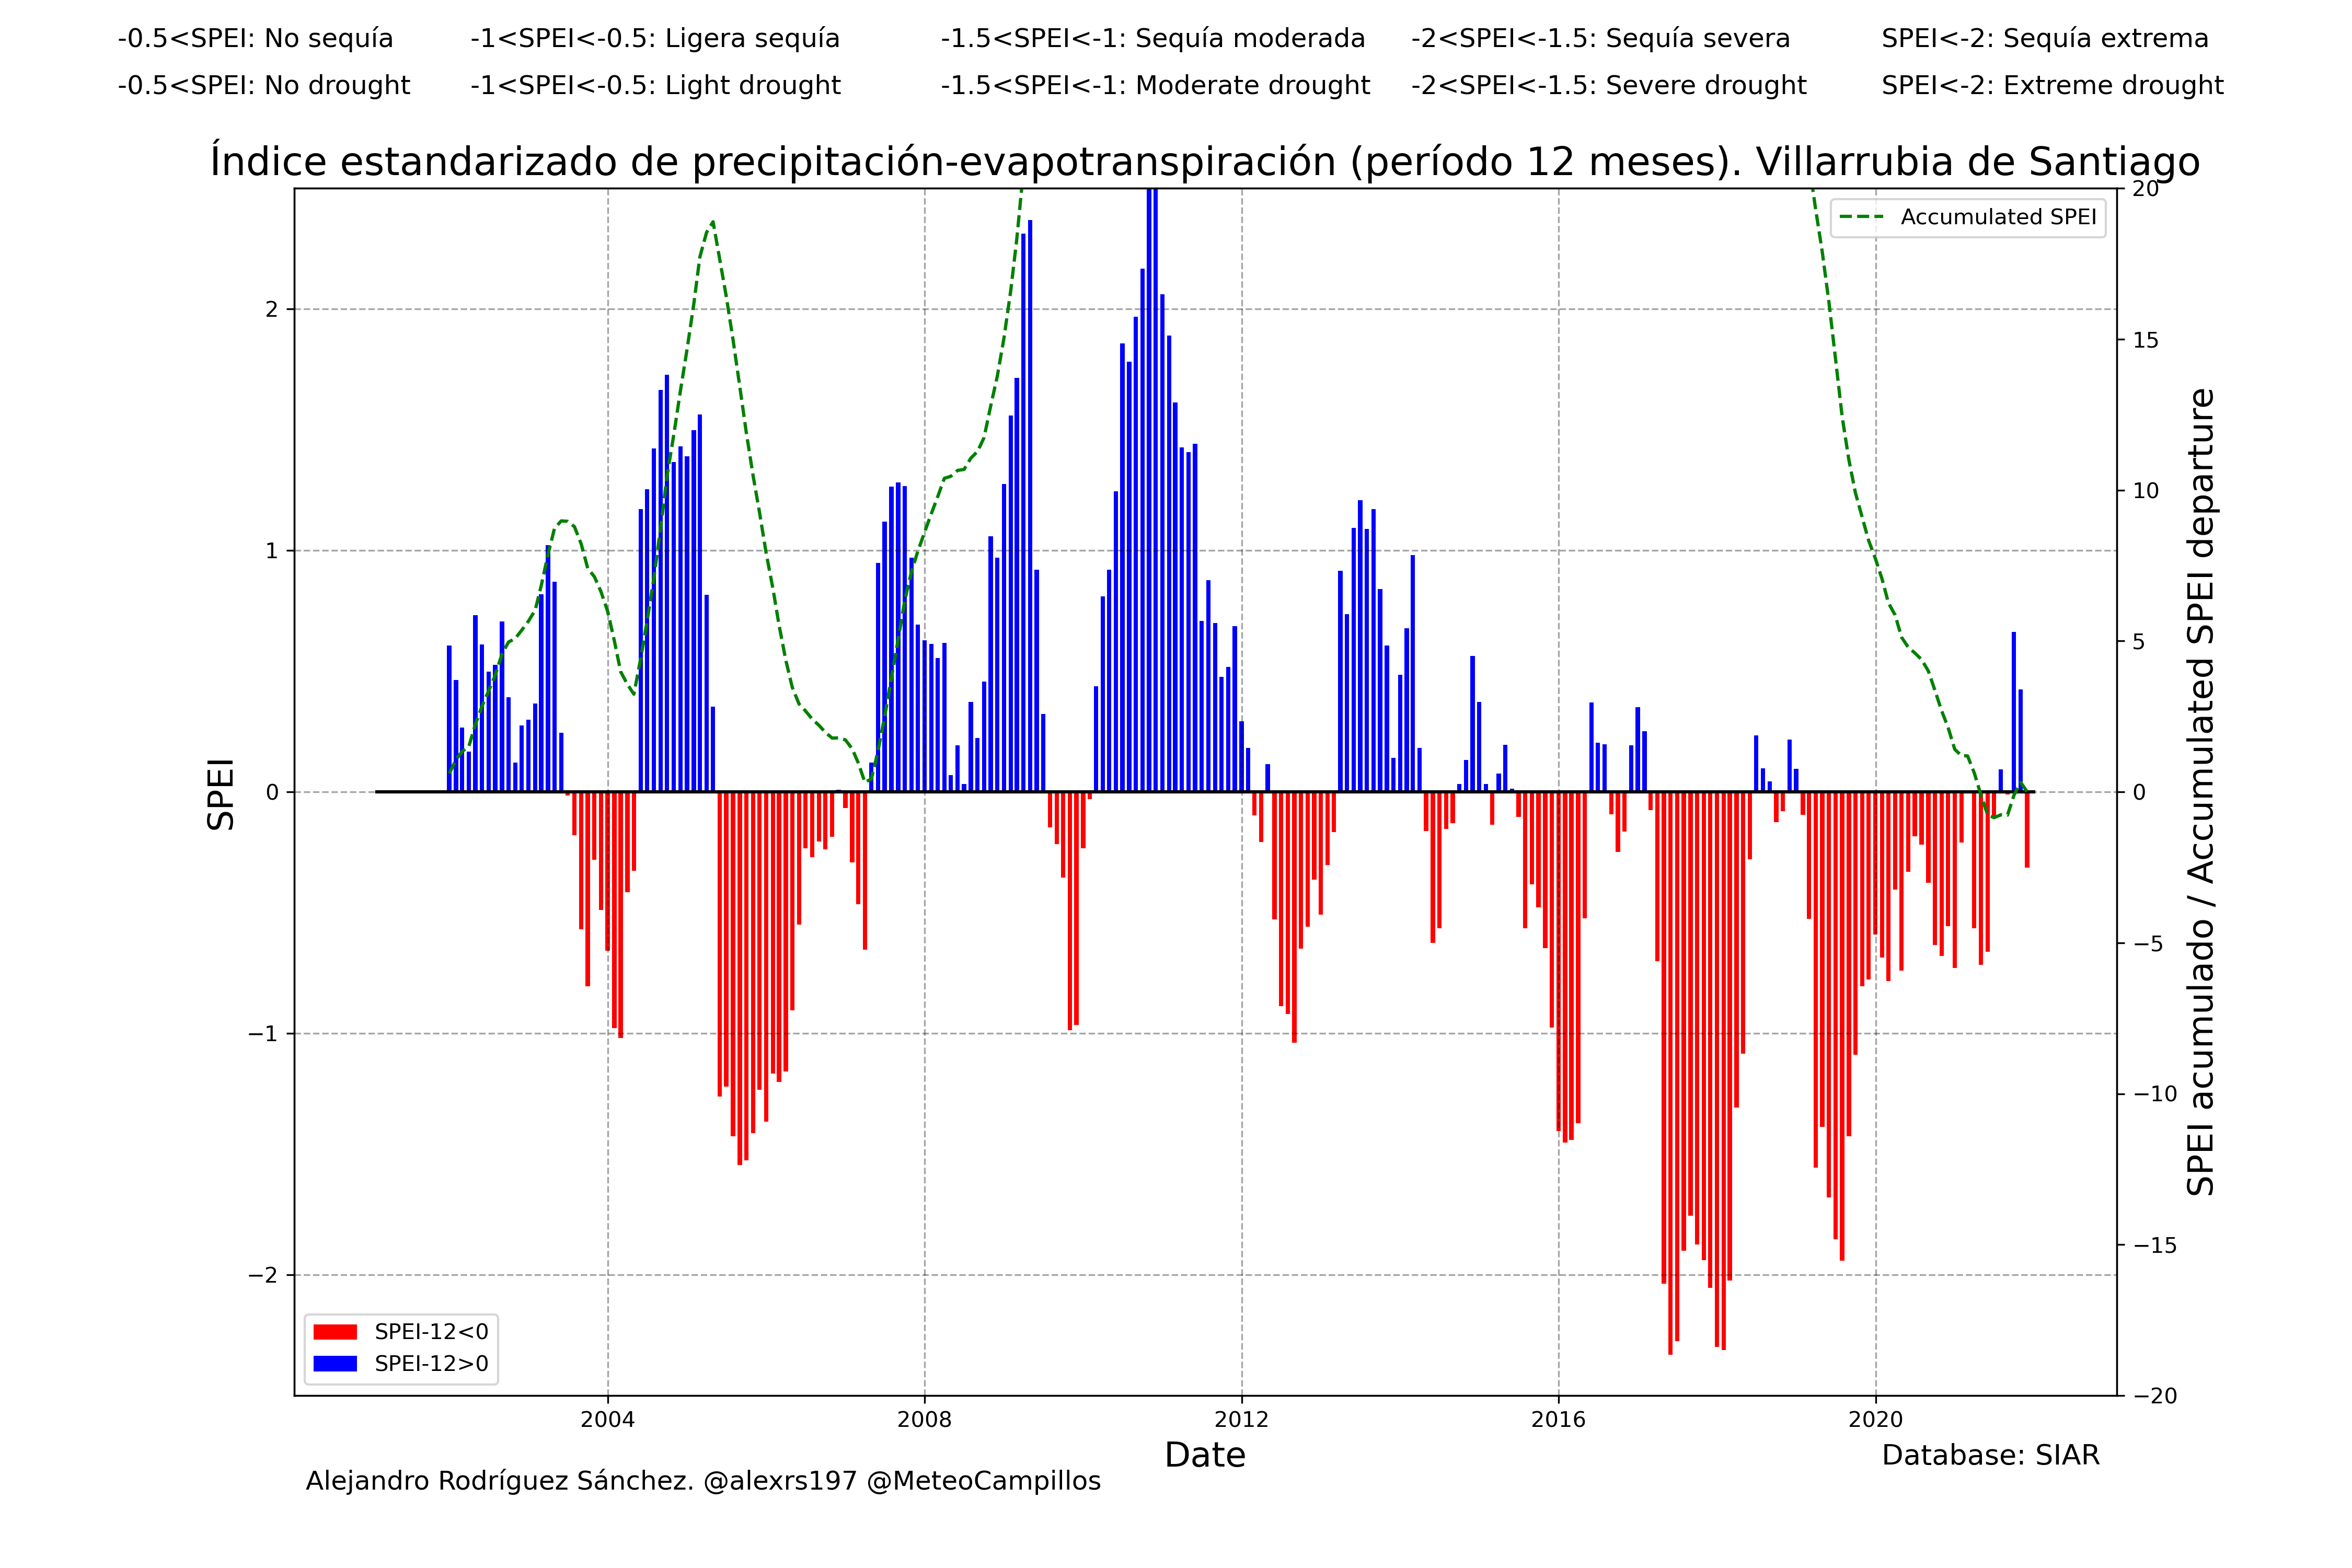 -0.5<SPEI: No sequía -1<SPEI<-0.5: Ligera sequía -1.5<SPEI<-1: Sequía moderada -2<SPEI<-1.5: Sequía severa SPEI<-2: Sequía extrema
-0.5<SPEI: No drought -1<SPEI<-0.5: Light drought -1.5<SPEI<-1: Moderate drought -2<SPEI<-1.5: Severe drought SPEI<-2: Extreme drought
Índice estandarizado de precipitación-evapotranspiración (período 12 meses). Villarrubia de Santiago
Accumulated SPEI
SPEI
2
1
0
−1
−2
20
15
10
5
0
−5
−10
−15
−20
SPEI acumulado / Accumulated SPEI departure
SPEI-12<0
SPEI-12>0
2004 2008 2012 2016 2020
Date
Database: SIAR
Alejandro Rodríguez Sánchez. @alexrs197 @MeteoCampillos